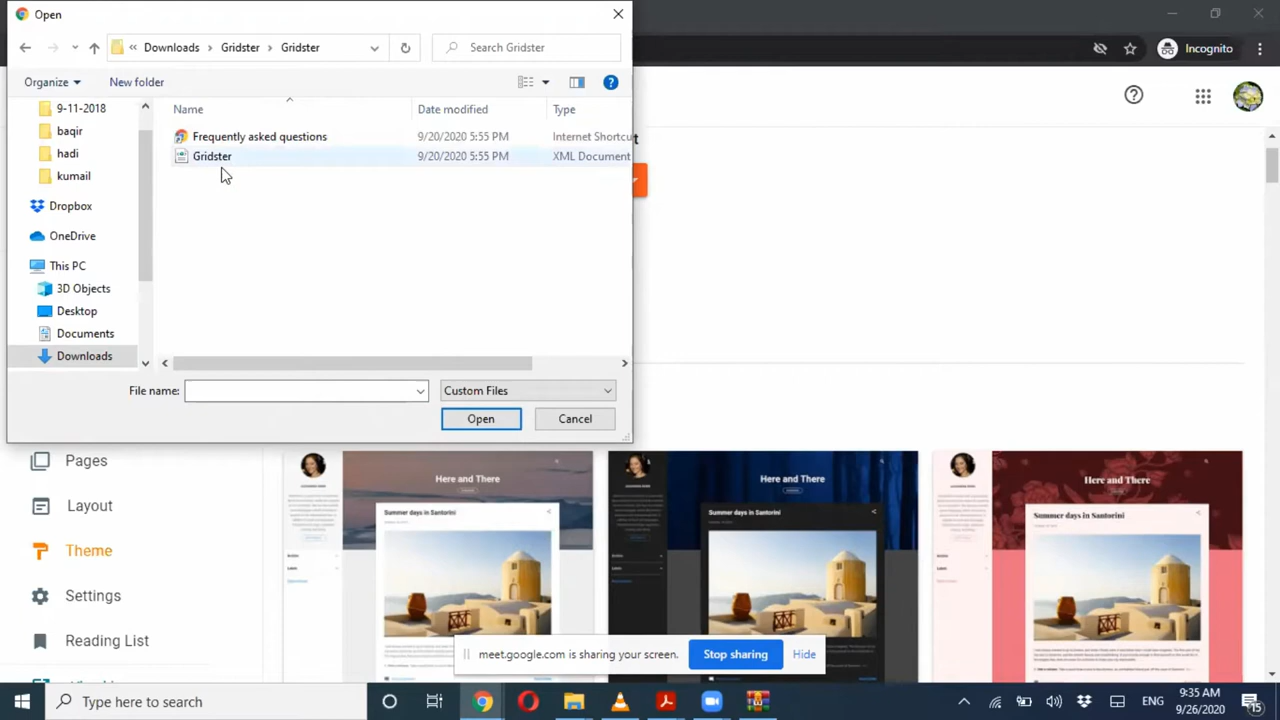 Open
Downloads > Gridster > Gridster
Search Gridster
Incognito
Organize
New folder
Name
Date modified
Type
9-11-2018
baqir
hadi
kumail
Dropbox
OneDrive
This PC
3D Objects
Desktop
Documents
Downloads
Frequently asked questions
9/20/2020 5:55 PM
Internet Shortcu
Gridster
9/20/2020 5:55 PM
XML Document
File name:
Custom Files
Open
Cancel
Pages
Layout
Theme
Settings
Reading List
Here and There
Summer days in Santorini
Here and There
Summer days in Santorini
Here and There
Summer days in Santorini
meet.google.com is sharing your screen.
Stop sharing
Hide
Type here to search
ENG
9:35 AM
9/26/2020
15